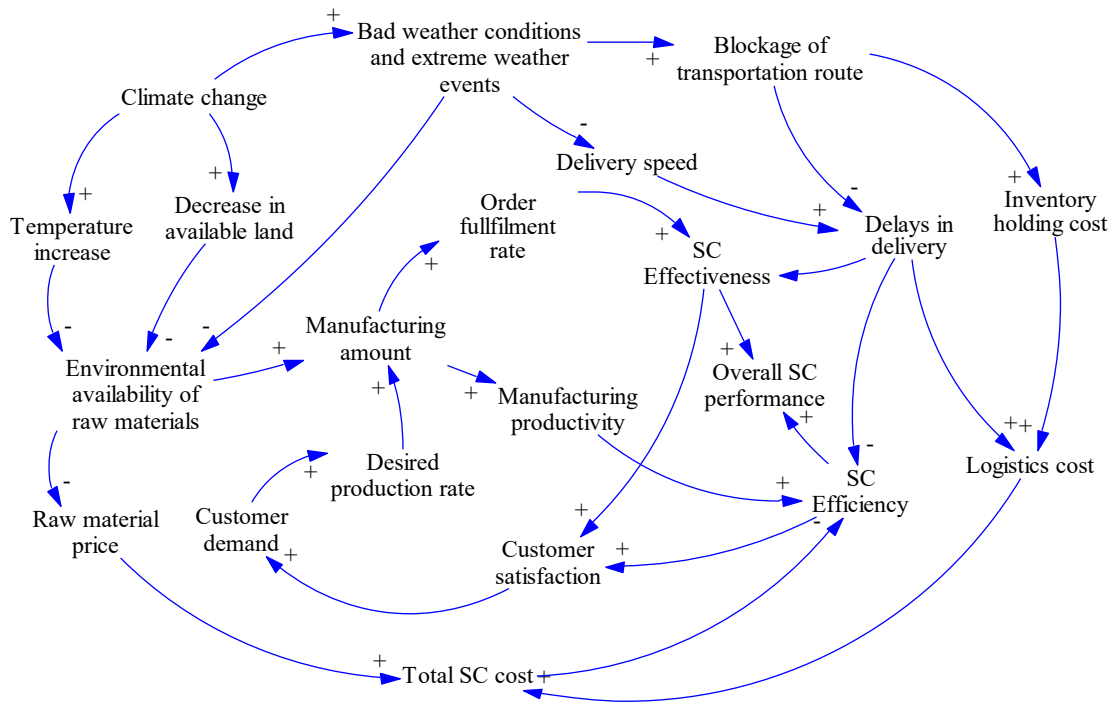 +
Bad weather conditions
and extreme weather
events
+
Blockage of
transportation route
Climate change
-
Delivery speed
+
+
+
-
+
Temperature
increase
Decrease in
available land
Order
fullfilment
rate
+
+
SC
Effectiveness
Delays in
delivery
Inventory
holding cost
-
-
-
+
Manufacturing
amount
+
Environmental
availability of
raw materials
+
+
Manufacturing
productivity
Overall SC
performance
+
+
+
-
+
Desired
production rate
+
SC
Efficiency
-
Logistics cost
-
Raw material
price
Customer
demand
+
+
+
Customer
satisfaction
+
Total SC cost
+